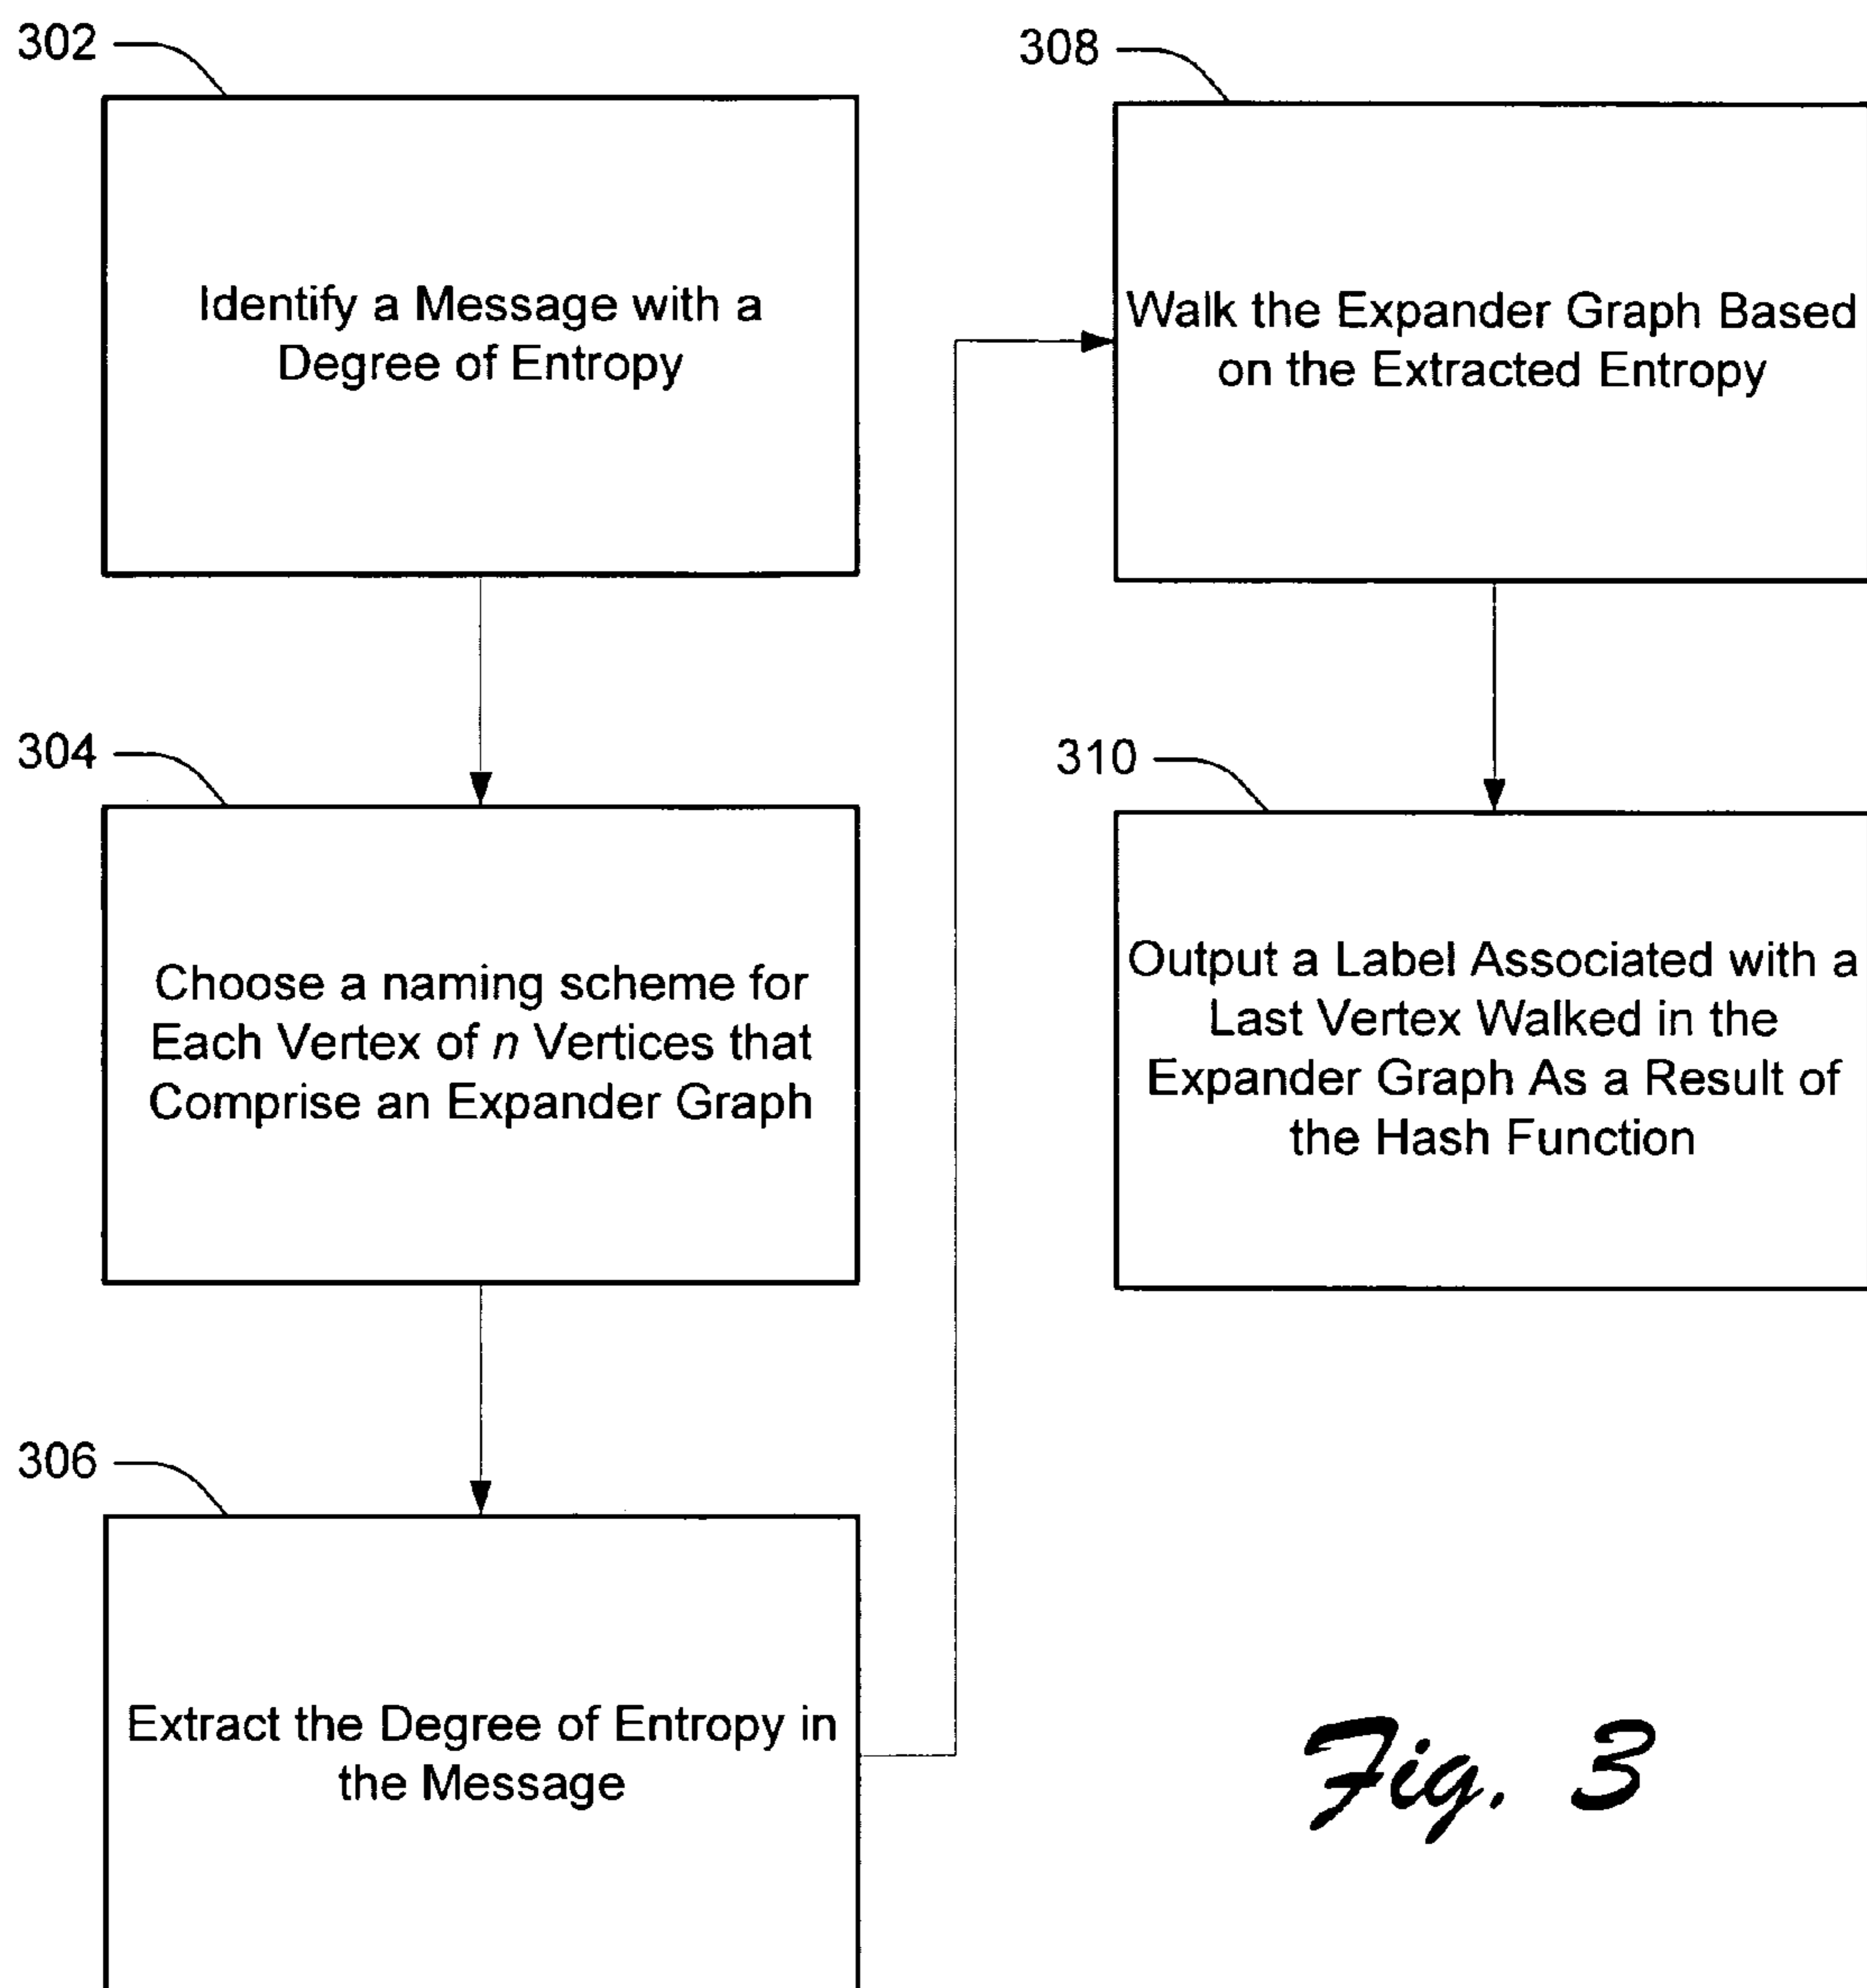 302
Identify a Message with a
Degree of Entropy
304
Choose a naming scheme for
Each Vertex of n Vertices that
Comprise an Expander Graph
306
Extract the Degree of Entropy in
the Message
308
Walk the Expander Graph Based
on the Extracted Entropy
310
Output a Label Associated with a
Last Vertex Walked in the
Expander Graph As a Result of
the Hash Function
Fig. 3